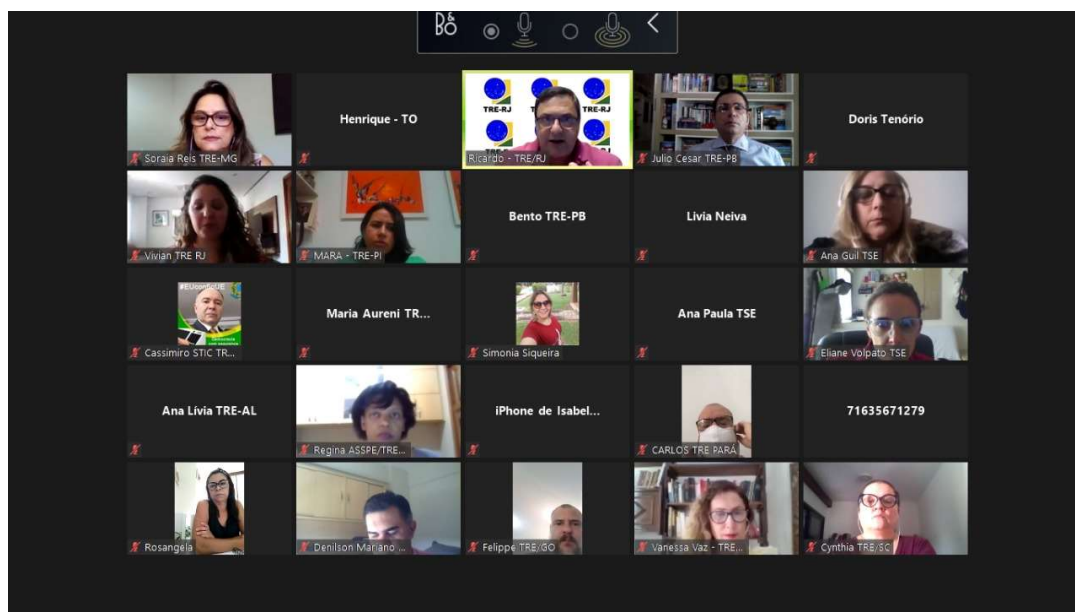 B&O
Soraia Reis TRE-MG
Henrique - TO
TRE-RJ
TRE-RJ
Ricardo - TRE/RJ
Julio Cesar TRE-PB
Doris Tenório
Vivian TRE RJ
MARA - TRE-PI
Bento TRE-PB
Livia Neiva
Ana Guil TSE
#EUconfioUE
Cassimiro STIC TR...
Maria Aureni TR...
Simonia Siqueira
Ana Paula TSE
Eliane Volpato TSE
Ana Lívia TRE-AL
Regina ASSPE/TRE...
iPhone de Isabel...
CARLOS TRE PARÁ
71635671279
Rosangela
Denilson Mariano ...
Felippe TRE/GO
Vanessa Vaz - TRE...
Cynthia TRE/SC